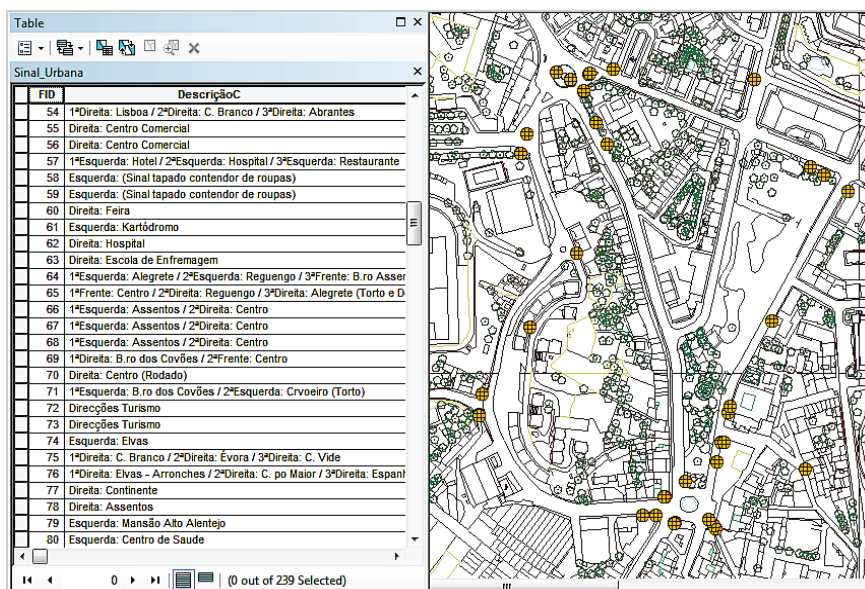 Table
Sinal_Urbana
FID DescriçãoC
54 1ªDireita: Lisboa / 2ªDireita: C. Branco / 3ªDireita: Abrantes
55 Direita: Centro Comercial
56 Direita: Centro Comercial
57 1ªEsquerda: Hotel / 2ªEsquerda: Hospital / 3ªEsquerda: Restaurante
58 Esquerda: (Sinal tapado contendor de roupas)
59 Esquerda: (Sinal tapado contendor de roupas)
60 Direita: Feira
61 Esquerda: Kartódromo
62 Direita: Hospital
63 Direita: Escola de Enfremagem
64 1ªEsquerda: Alegrete / 2ªEsquerda: Reguengo / 3ªFrente: B.ro Asser
65 1ªFrente: Centro / 2ªDireita: Reguengo / 3ªDireita: Alegrete (Torto e D
66 1ªEsquerda: Assentos / 2ªDireita: Centro
67 1ªEsquerda: Assentos / 2ªDireita: Centro
68 1ªEsquerda: Assentos / 2ªDireita: Centro
69 1ªDireita: B.ro dos Covões / 2ªFrente: Centro
70 Direita: Centro (Rodado)
71 1ªEsquerda: B.ro dos Covões / 2ªEsquerda: Crvoeiro (Torto)
72 Direcções Turismo
73 Direcções Turismo
74 Esquerda: Elvas
75 1ªDireita: C. Branco / 2ªDireita: Évora / 3ªDireita: C. Vide
76 1ªDireita: Elvas - Arronches / 2ªDireita: C. po Maior / 3ªDireita: Espanh
77 Direita: Continente
78 Direita: Assentos
79 Esquerda: Mansão Alto Alentejo
80 Esquerda: Centro de Saude
0 (0 out of 239 Selected)